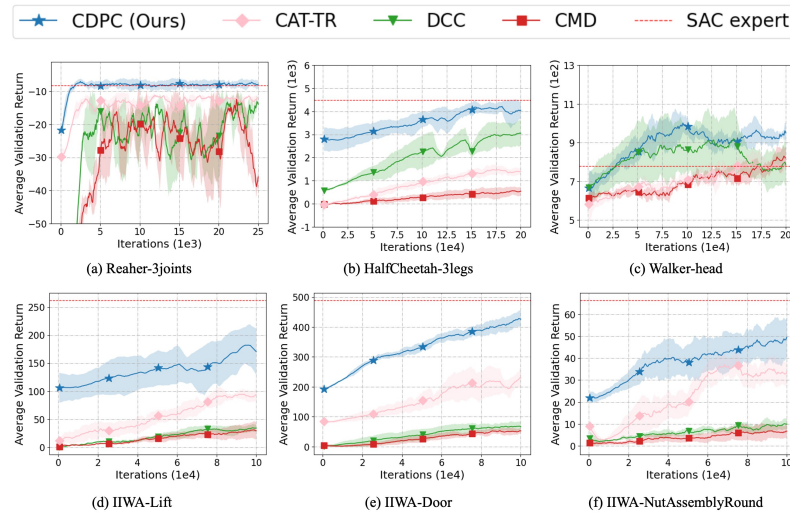 CDPC (Ours) CAT-TR DCC CMD SAC expert
Average Validation Return
−10
−20
−30
−40
−50
0 5 10 15 20 25
Iterations (1e3)
(a) Reaher-3joints
Average Validation Return (1e3)
6
5
4
3
2
1
0
-1
0 2.5 5 7.5 10 12.5 15 17.5 20
Iterations (1e4)
(b) HalfCheetah-3legs
Average Validation Return (1e2)
13
11
9
7
5
0 2.5 5 7.5 10 12.5 15 17.5 20
Iterations (1e4)
(c) Walker-head
Average Validation Return
250
200
150
100
50
0
0 2 4 6 8 10
Iterations (1e4)
(d) IIWA-Lift
Average Validation Return
500
400
300
200
100
0
0 2 4 6 8 10
Iterations (1e4)
(e) IIWA-Door
Average Validation Return
60
50
40
30
20
10
0
0 2 4 6 8 10
Iterations (1e4)
(f) IIWA-NutAssemblyRound